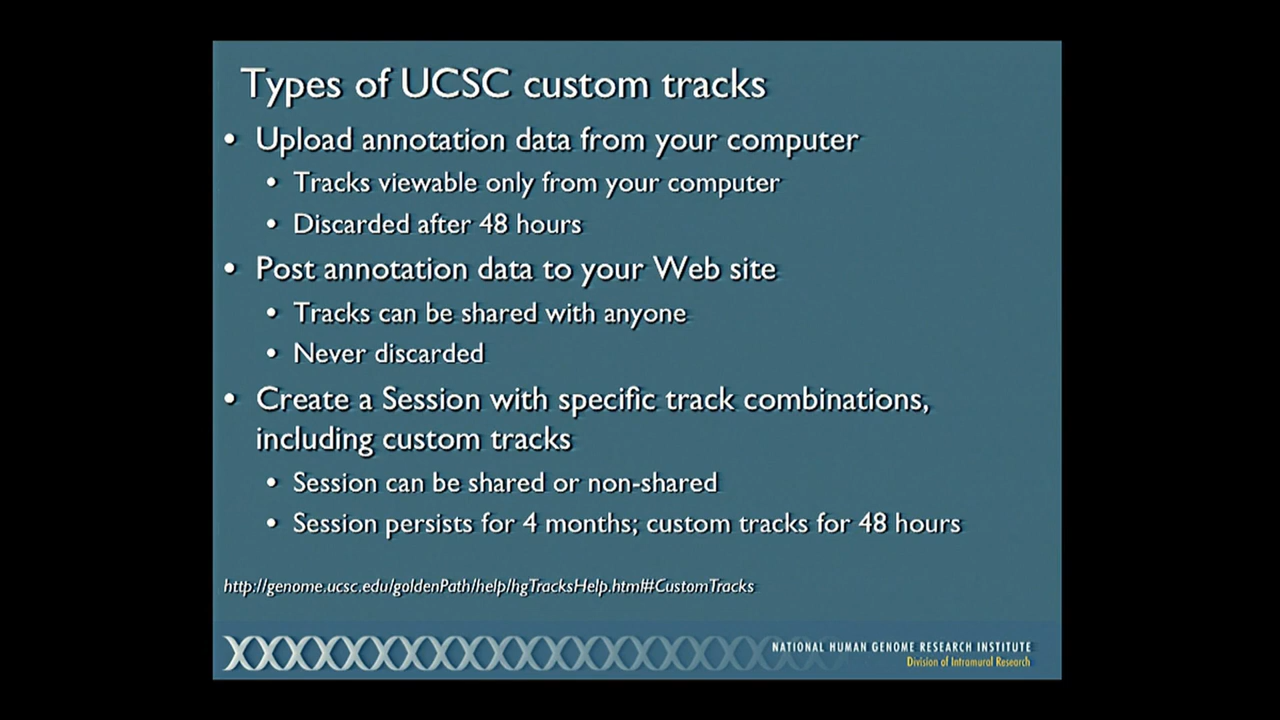 Types of UCSC custom tracks
• Upload annotation data from your computer
• Tracks viewable only from your computer
• Discarded after 48 hours
• Post annotation data to your Web site
• Tracks can be shared with anyone
• Never discarded
• Create a Session with specific track combinations,
including custom tracks
• Session can be shared or non-shared
• Session persists for 4 months; custom tracks for 48 hours
http://genome.ucsc.edu/goldenPath/help/hgTracksHelp.html#CustomTracks
NATIONAL HUMAN GENOME RESEARCH INSTITUTE
Division of Intramural Research